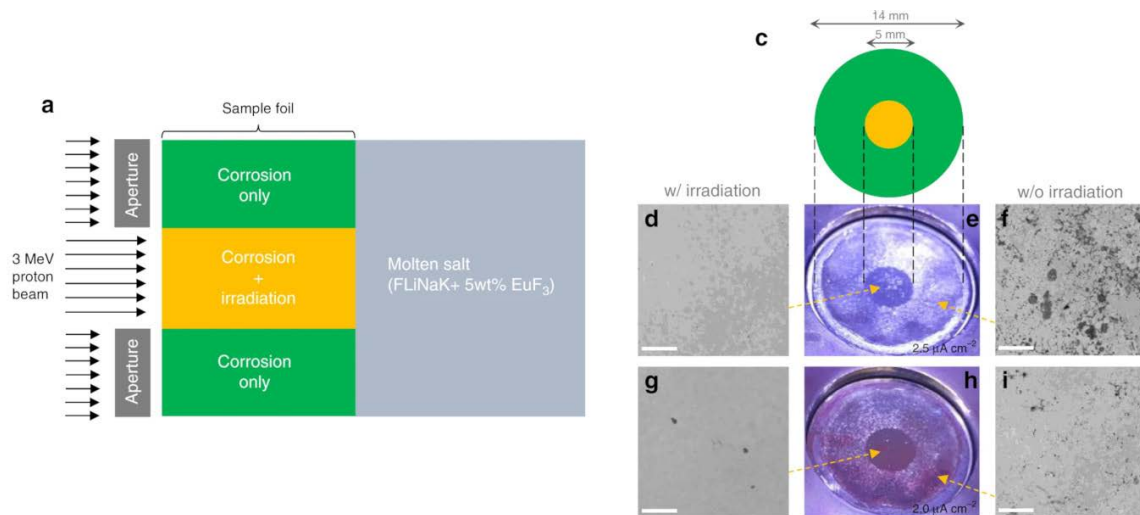 a
Sample foil
Aperture
Corrosion
only
3 MeV
proton
beam
Corrosion
+
irradiation
Molten salt
(FLiNaK+ 5wt% EuF₃)
Aperture
Corrosion
only
c
14 mm
5 mm
w/ irradiation
w/o irradiation
d
e
f
2.5 μA cm⁻²
g
h
i
2.0 μA cm⁻²